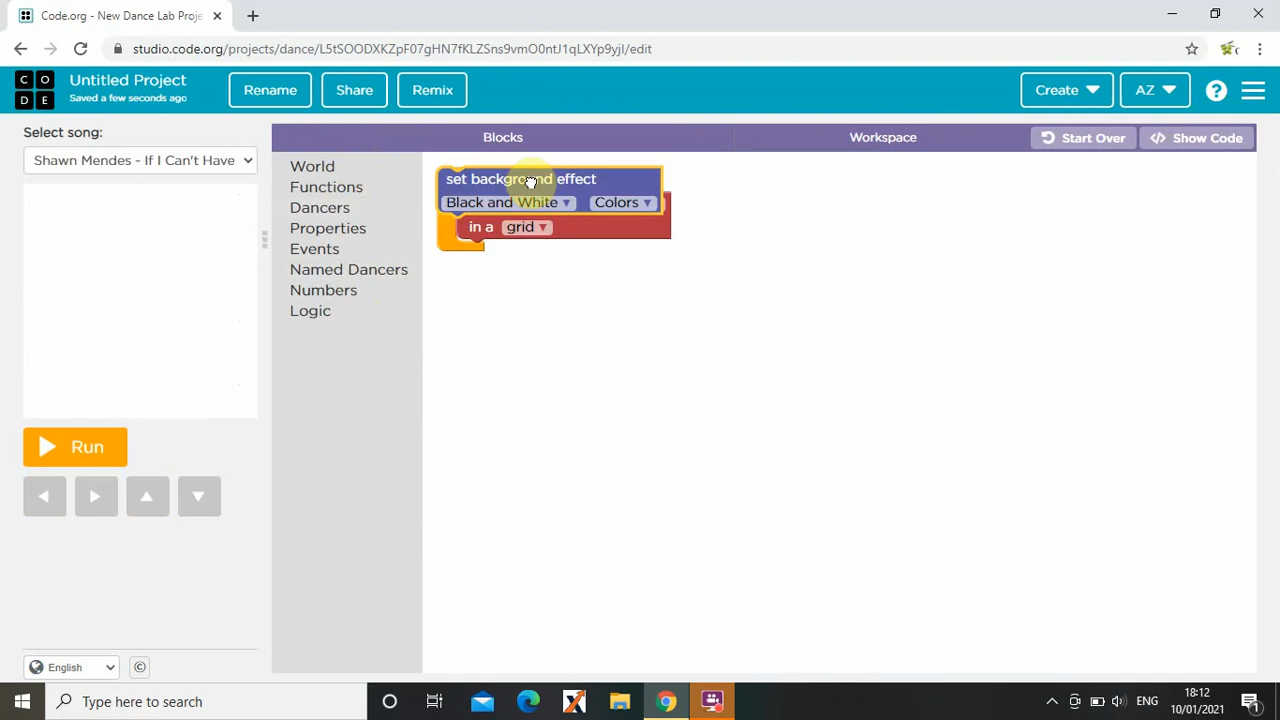 Code.org - New Dance Lab Proje
studio.code.org/projects/dance/L5tSOODXKZpF07gHN7fKLZSns9vmO0ntJ1qLXYp9yjI/edit
C O D E
Untitled Project
Saved a few seconds ago
Rename
Share
Remix
Create
AZ
?
Select song:
Shawn Mendes - If I Can't Have
Blocks
Workspace
Start Over
Show Code
World
Functions
Dancers
Properties
Events
Named Dancers
Numbers
Logic
set background effect
Black and White Colors
in a grid
Run
English
©
Type here to search
ENG
18:12
10/01/2021
1